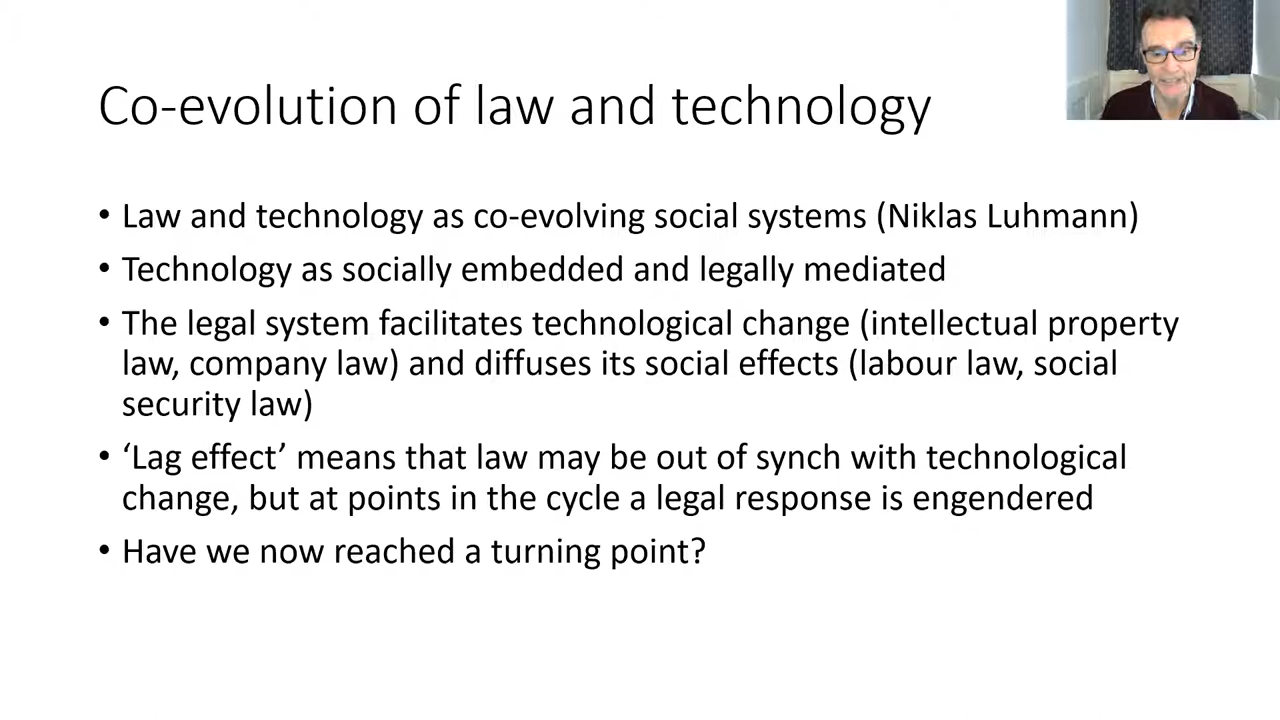 Co-evolution of law and technology
• Law and technology as co-evolving social systems (Niklas Luhmann)
• Technology as socially embedded and legally mediated
• The legal system facilitates technological change (intellectual property
law, company law) and diffuses its social effects (labour law, social
security law)
• ‘Lag effect’ means that law may be out of synch with technological
change, but at points in the cycle a legal response is engendered
• Have we now reached a turning point?